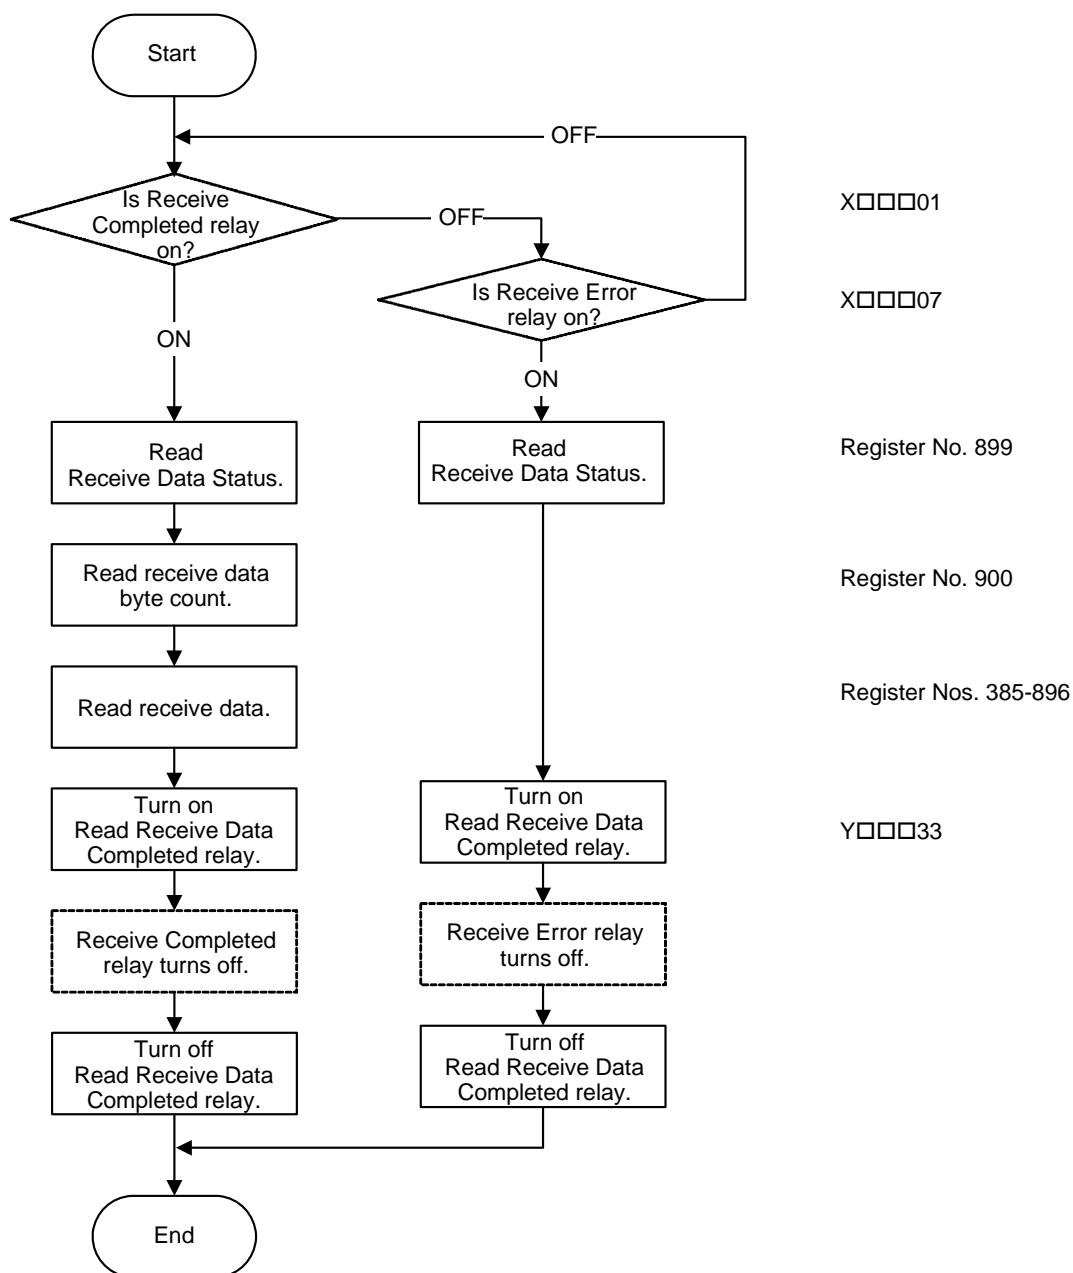 Start
OFF
Is Receive
Completed relay
on?
OFF
X□□□01
Is Receive Error
relay on?
X□□□07
ON
ON
Read
Receive Data Status.
Read
Receive Data Status.
Register No. 899
Read receive data
byte count.
Register No. 900
Read receive data.
Register Nos. 385-896
Turn on
Read Receive Data
Completed relay.
Turn on
Read Receive Data
Completed relay.
Y□□□33
Receive Completed
relay turns off.
Receive Error relay
turns off.
Turn off
Read Receive Data
Completed relay.
Turn off
Read Receive Data
Completed relay.
End